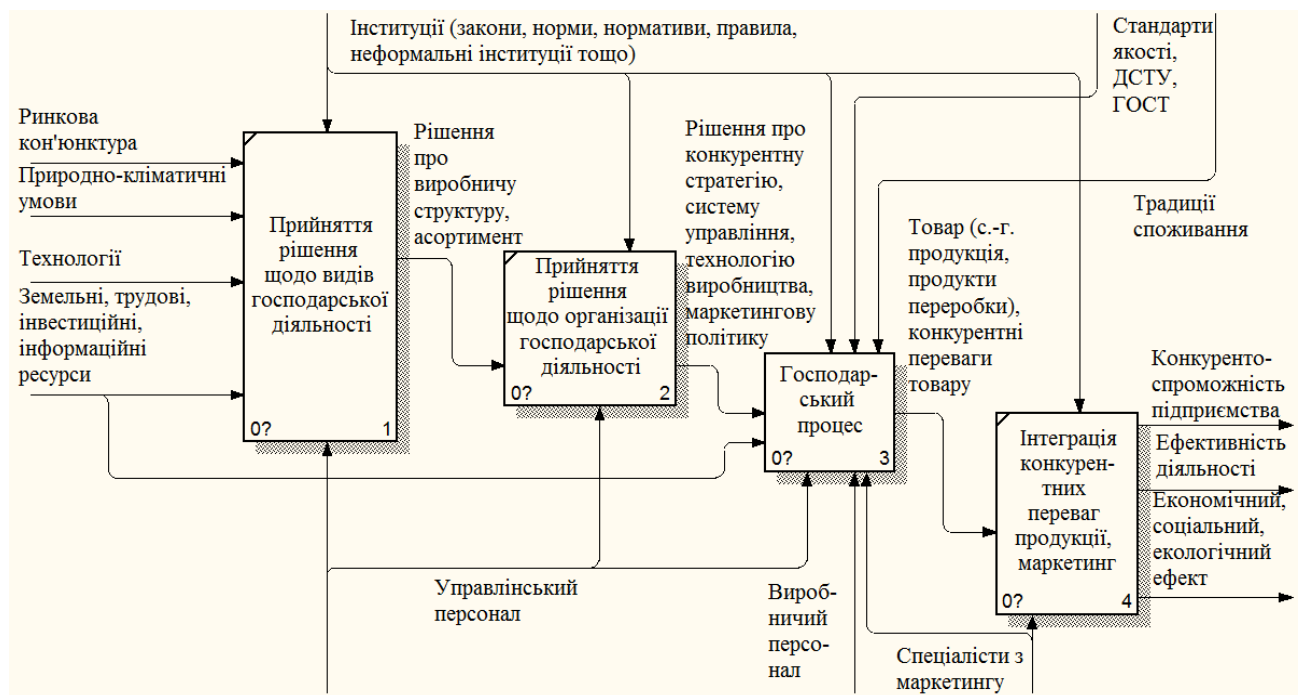 Інституції (закони, норми, нормативи, правила,
неформальні інституції тощо)
Стандарти
якості,
ДСТУ,
ГОСТ
Ринкова
кон'юнктура
Природно-кліматичні
умови
Технології
Земельні, трудові,
інвестиційні,
інформаційні
ресурси
Прийняття
рішення
щодо видів
господарської
діяльності
0? 1
Рішення
про
виробничу
структуру,
асортимент
Прийняття
рішення
щодо організації
господарської
діяльності
0? 2
Рішення про
конкурентну
стратегію,
систему
управління,
технологію
виробництва,
маркетингову
політику
Господар-
ський
процес
0? 3
Товар (с.-г.
продукція,
продукти
переробки),
конкурентні
переваги
товару
Традиції
споживання
Інтеграція
конкурен-
тних
переваг
продукції,
маркетинг
0? 4
Конкуренто-
спроможність
підприємства
Ефективність
діяльності
Економічний,
соціальний,
екологічний
ефект
Управлінський
персонал
Вироб-
ничий
персо-
нал
Спеціалісти з
маркетингу